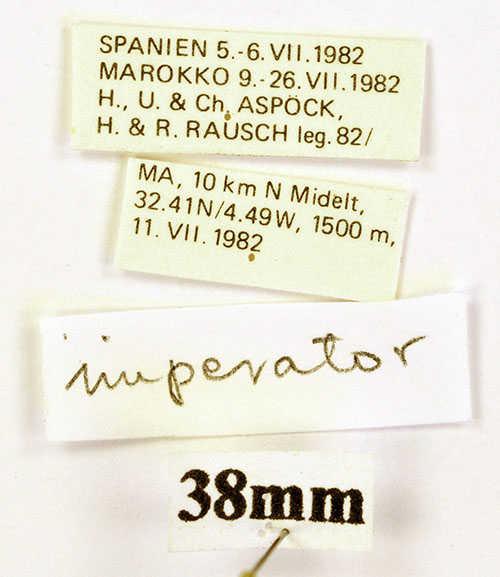 SPANIEN 5.-6. VII. 1982
MAROKKO 9.-26. VII. 1982
H., U. & Ch. ASPÖCK,
H. & R. RAUSCH leg. 82/
MA, 10 km N Midelt,
32.41N/4.49W, 1500 m,
11. VII. 1982
imperator
38mm